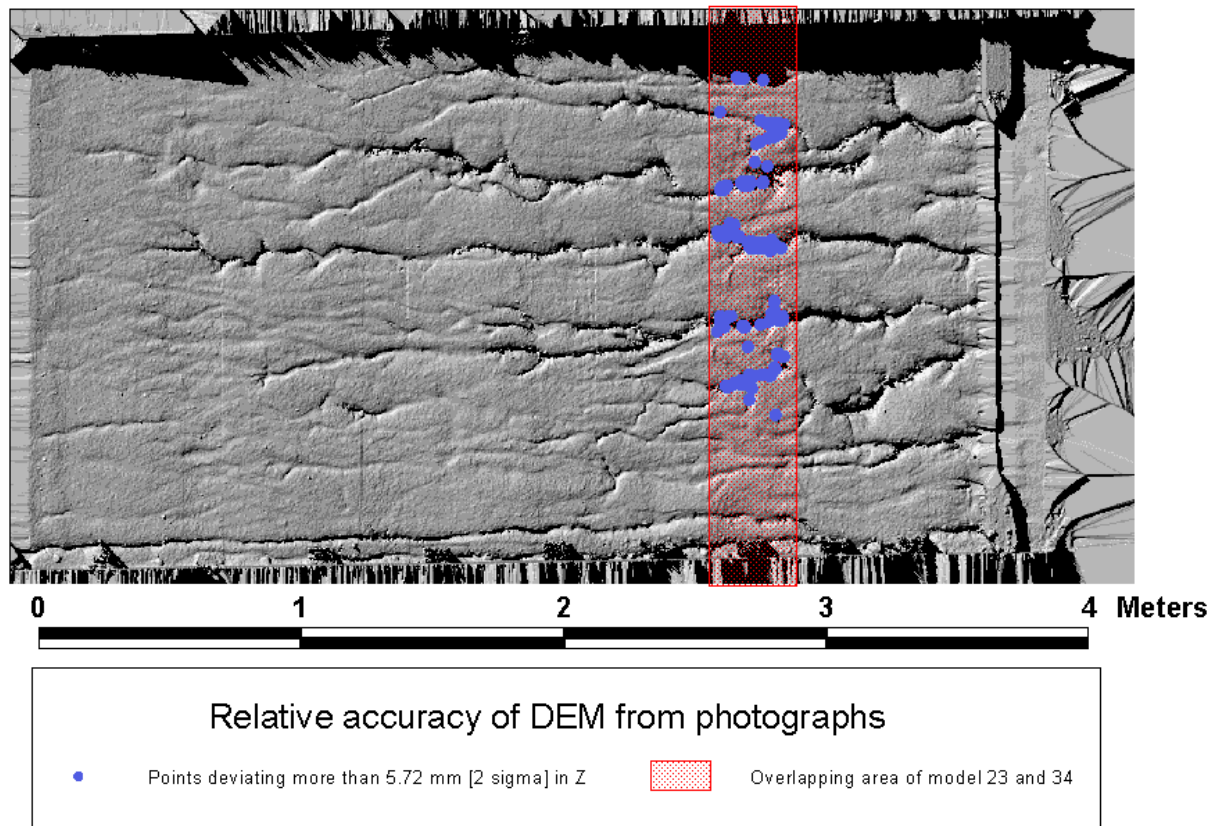 0 1 2 3 4 Meters
Relative accuracy of DEM from photographs
Points deviating more than 5.72 mm [2 sigma] in Z
Overlapping area of model 23 and 34